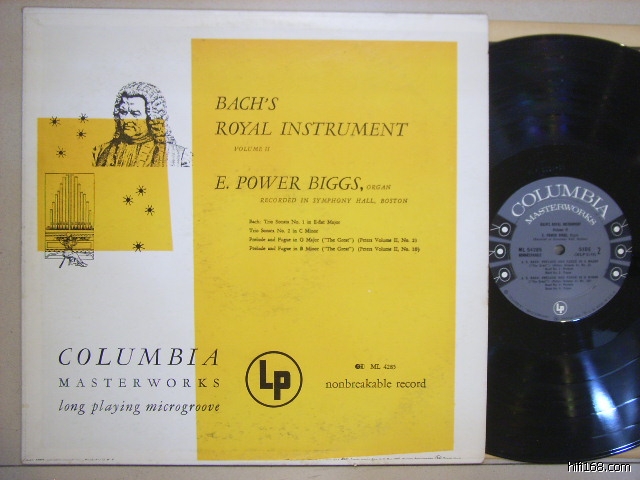 BACH'S
ROYAL INSTRUMENT
VOLUME II
E. POWER BIGGS, ORGAN
RECORDED IN SYMPHONY HALL, BOSTON
Bach: Trio Sonata No. 1 in E-flat Major
Trio Sonata No. 2 in C Minor
Prelude and Fugue in G Major ("The Great") (Peters Volume II, No. 2)
Prelude and Fugue in B Minor ("The Great") (Peters Volume II, No. 10)
COLUMBIA
MASTERWORKS
long playing microgroove
Lp
ML 4285
nonbreakable record
COLUMBIA
MASTERWORKS
hifi168.com